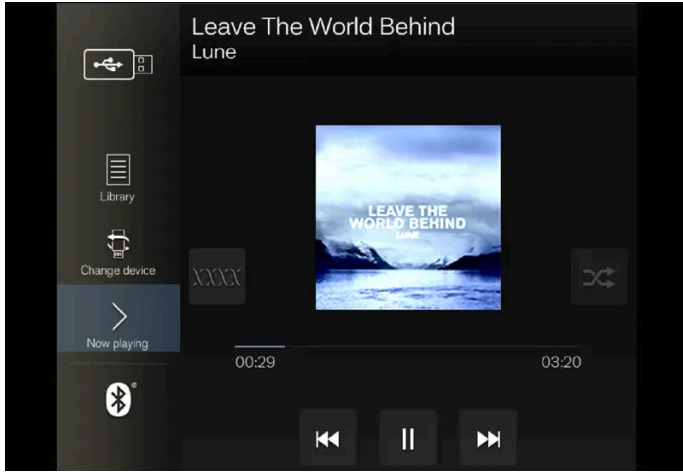 Leave The World Behind
Lune
Library
Change device
Now playing
LEAVE THE
WORLD BEHIND
LUNE
XXXX
00:29
03:20